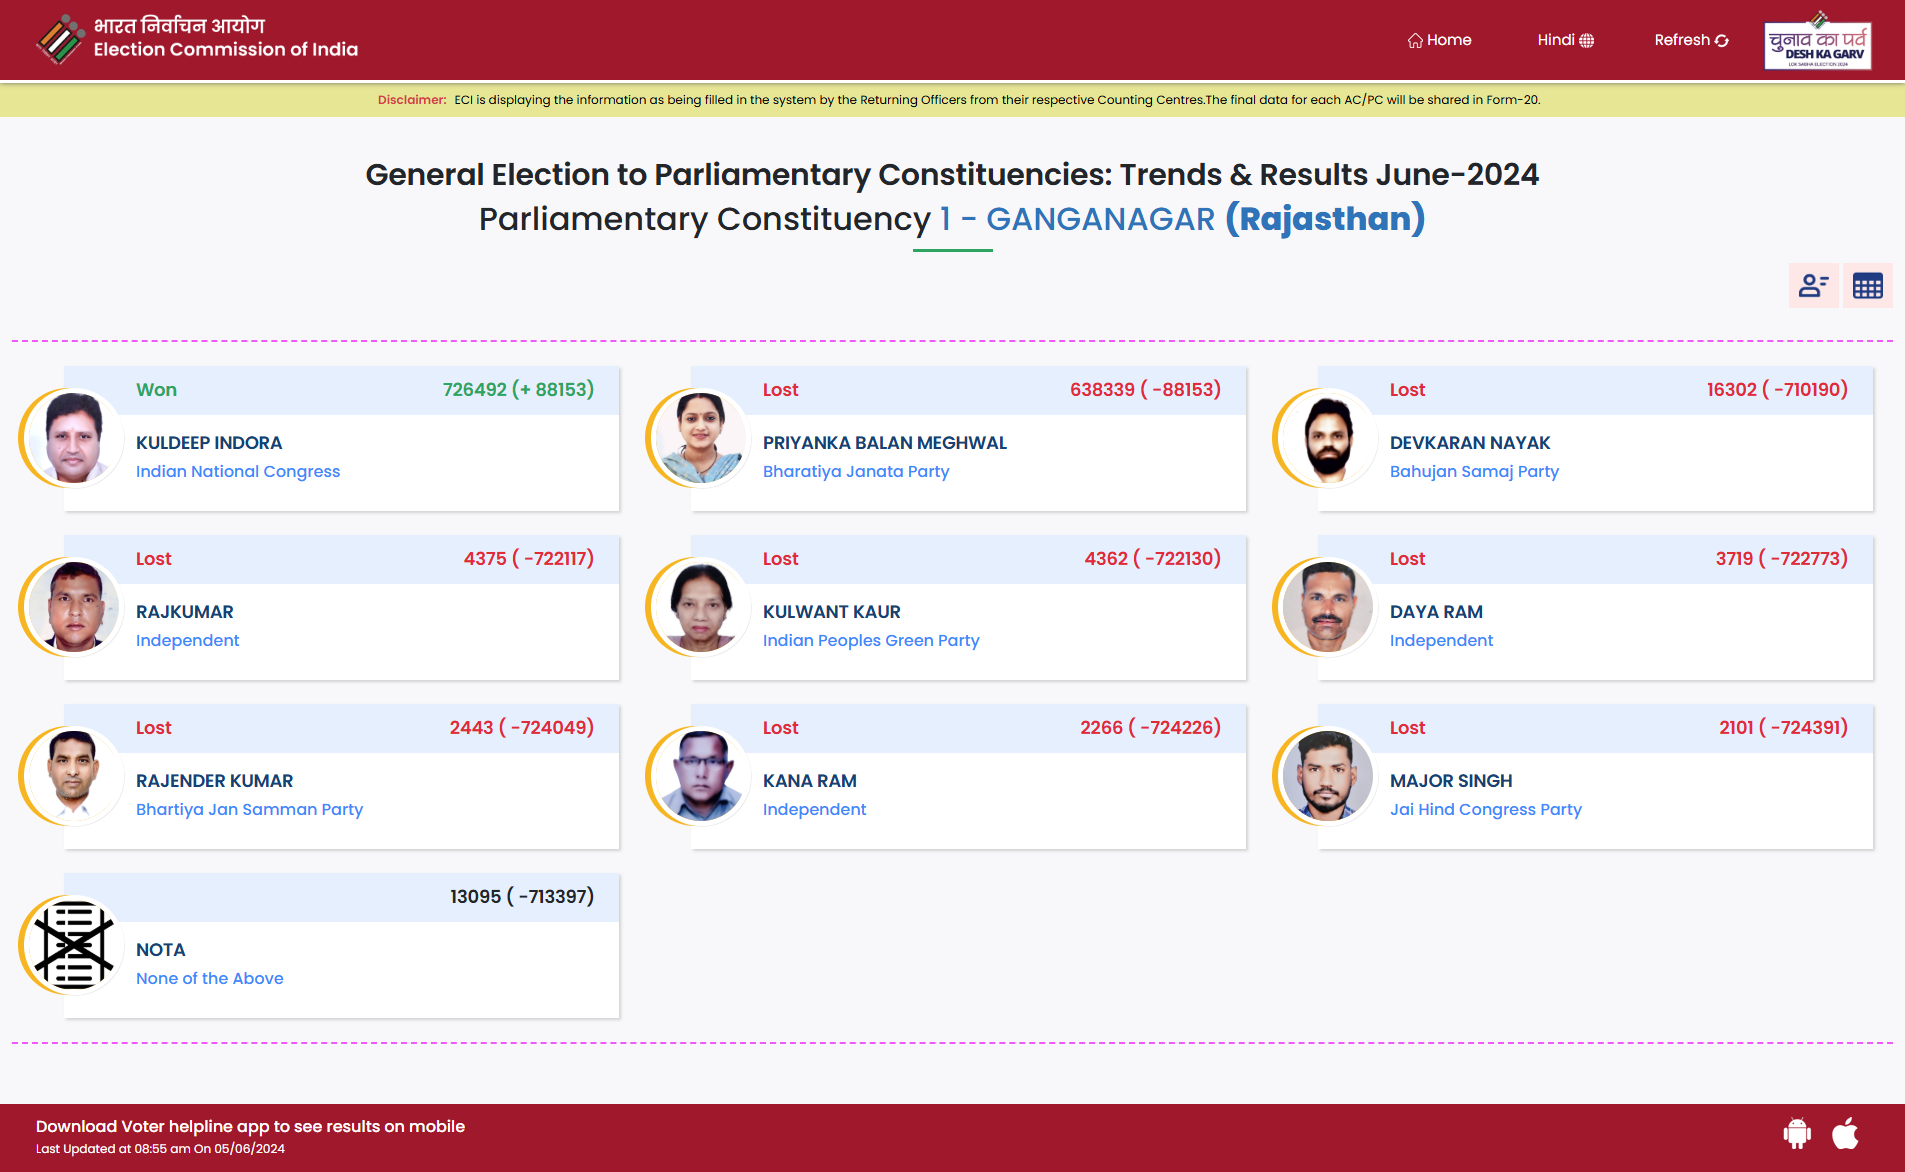 भारत निर्वाचन आयोग
Election Commission of India
Home
Hindi
Refresh
चुनाव का पर्व
DESH KA GARV
LOK SABHA ELECTION 2024
Disclaimer: ECI is displaying the information as being filled in the system by the Returning Officers from their respective Counting Centres.The final data for each AC/PC will be shared in Form-20.
General Election to Parliamentary Constituencies: Trends & Results June-2024
Parliamentary Constituency 1 - GANGANAGAR (Rajasthan)
Won 726492 (+ 88153)
KULDEEP INDORA
Indian National Congress
Lost 638339 ( -88153)
PRIYANKA BALAN MEGHWAL
Bharatiya Janata Party
Lost 16302 ( -710190)
DEVKARAN NAYAK
Bahujan Samaj Party
Lost 4375 ( -722117)
RAJKUMAR
Independent
Lost 4362 ( -722130)
KULWANT KAUR
Indian Peoples Green Party
Lost 3719 ( -722773)
DAYA RAM
Independent
Lost 2443 ( -724049)
RAJENDER KUMAR
Bhartiya Jan Samman Party
Lost 2266 ( -724226)
KANA RAM
Independent
Lost 2101 ( -724391)
MAJOR SINGH
Jai Hind Congress Party
13095 ( -713397)
NOTA
None of the Above
Download Voter helpline app to see results on mobile
Last Updated at 08:55 am On 05/06/2024